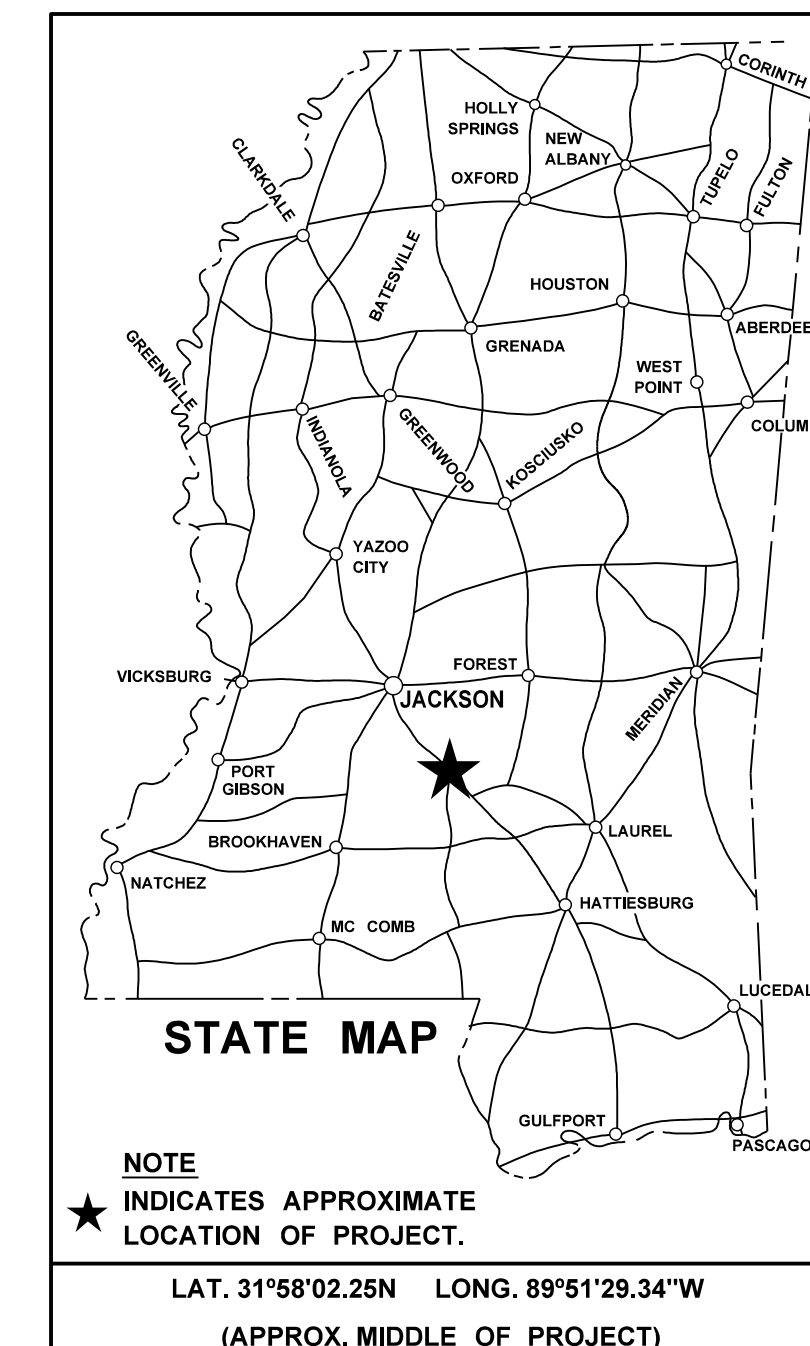 CORINTH
HOLLY
SPRINGS
NEW
ALBANY
CLARKDALE
OXFORD
TUPELO
FULTON
BATESVILLE
HOUSTON
ABERDEE
GREENVILLE
GRENADA
WEST
POINT
INDIANOLA
GREENWOOD
KOSCIUSKO
COLUM
YAZOO
CITY
VICKSBURG
FOREST
JACKSON
MERIDIAN
PORT
GIBSON
BROOKHAVEN
LAUREL
NATCHEZ
HATTIESBURG
MC COMB
LUCEDAL
STATE MAP
GULFPORT
PASCAGO
NOTE
INDICATES APPROXIMATE
LOCATION OF PROJECT.
LAT. 31º58'02.25N LONG. 89º51'29.34"W
(APPROX. MIDDLE OF PROJECT)